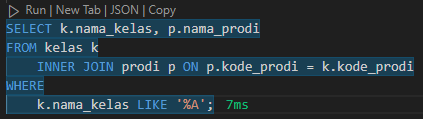 Run | New Tab | JSON | Copy
SELECT k.nama_kelas, p.nama_prodi
FROM kelas k
INNER JOIN prodi p ON p.kode_prodi = k.kode_prodi
WHERE
k.nama_kelas LIKE '%A'; 7ms